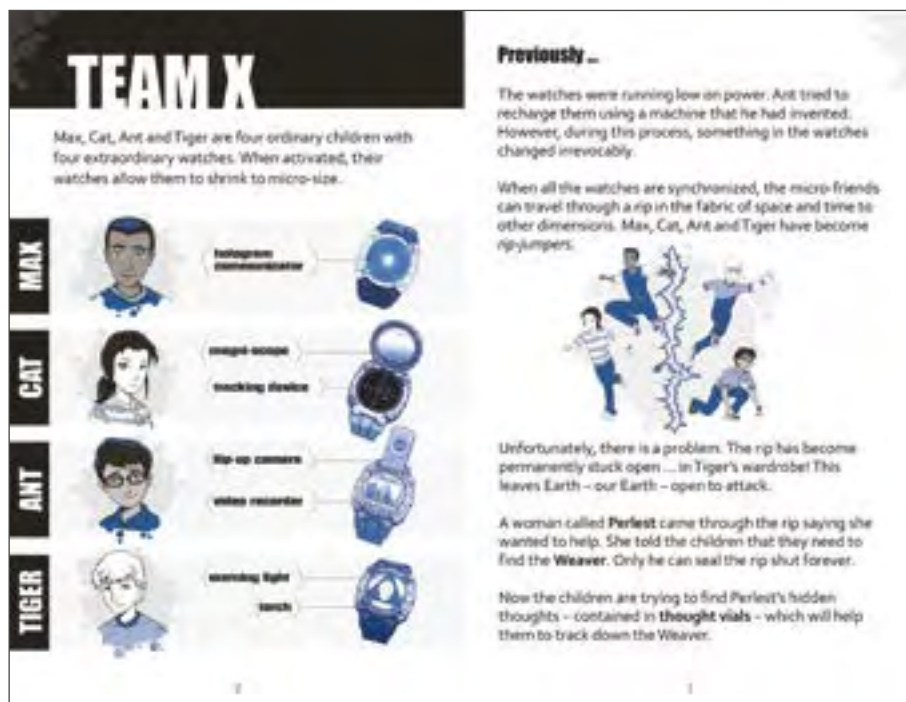 TEAM X
Max, Cat, Ant and Tiger are four ordinary children with
four extraordinary watches. When activated, their
watches allow them to shrink to micro-size.
MAX
hologram
communicator
CAT
magni-scope
tracking device
ANT
flip-up camera
video recorder
TIGER
warning light
torch
2
Previously ...
The watches were running low on power. Ant tried to
recharge them using a machine that he had invented.
However, during this process, something in the watches
changed irrevocably.
When all the watches are synchronized, the micro-friends
can travel through a rip in the fabric of space and time to
other dimensions. Max, Cat, Ant and Tiger have become
rip-jumpers.
Unfortunately, there is a problem. The rip has become
permanently stuck open ... in Tiger's wardrobe! This
leaves Earth – our Earth – open to attack.
A woman called Perlest came through the rip saying she
wanted to help. She told the children that they need to
find the Weaver. Only he can seal the rip shut forever.
Now the children are trying to find Perlest's hidden
thoughts – contained in thought vials – which will help
them to track down the Weaver.